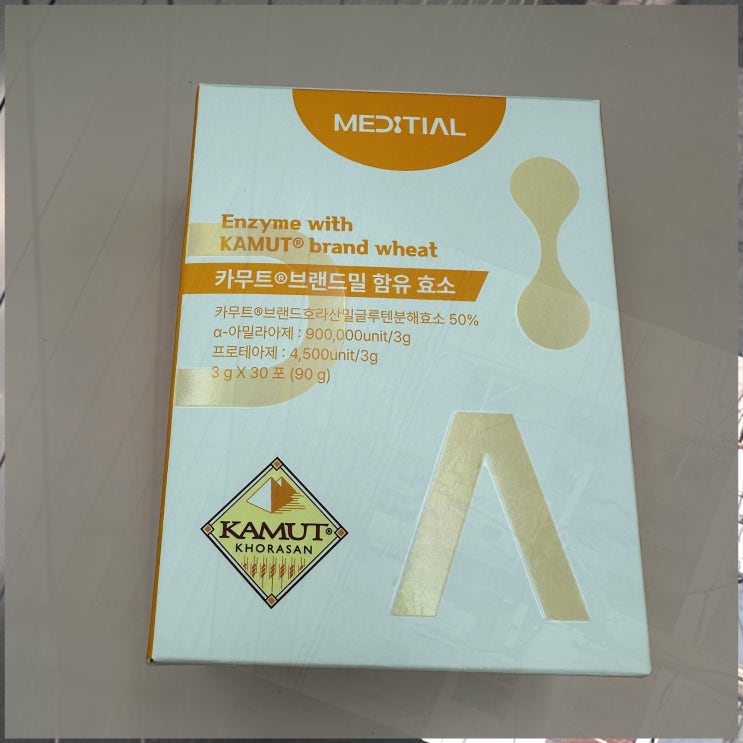 MEDITIAL
Enzyme with
KAMUT® brand wheat
카무트®브랜드밀 함유 효소
카무트®브랜드호라산밀글루텐분해효소 50%
α-아밀라아제 : 900,000unit/3g
프로테아제 : 4,500unit/3g
3 g X 30 포 (90 g)
KAMUT®
KHORASAN